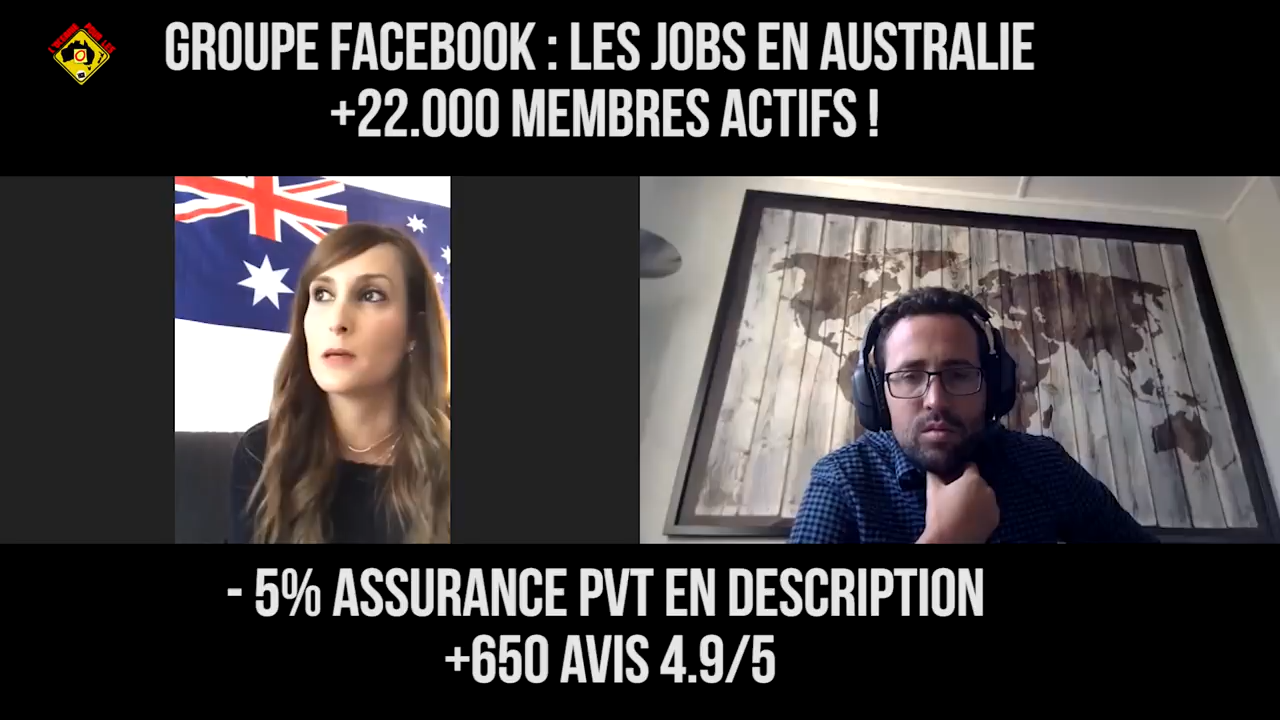 GROUPE FACEBOOK : LES JOBS EN AUSTRALIE
+22.000 MEMBRES ACTIFS !
- 5% ASSURANCE PVT EN DESCRIPTION
+650 AVIS 4.9/5